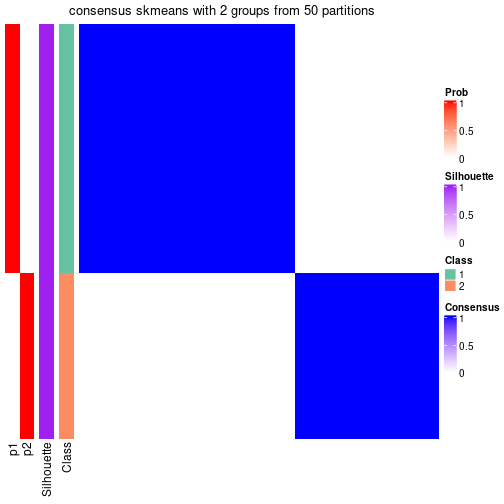 consensus skmeans with 2 groups from 50 partitions
Prob
1
0.5
0
Silhouette
1
0.5
0
Class
1
2
Consensus
1
0.5
0
p1
p2
Silhouette
Class